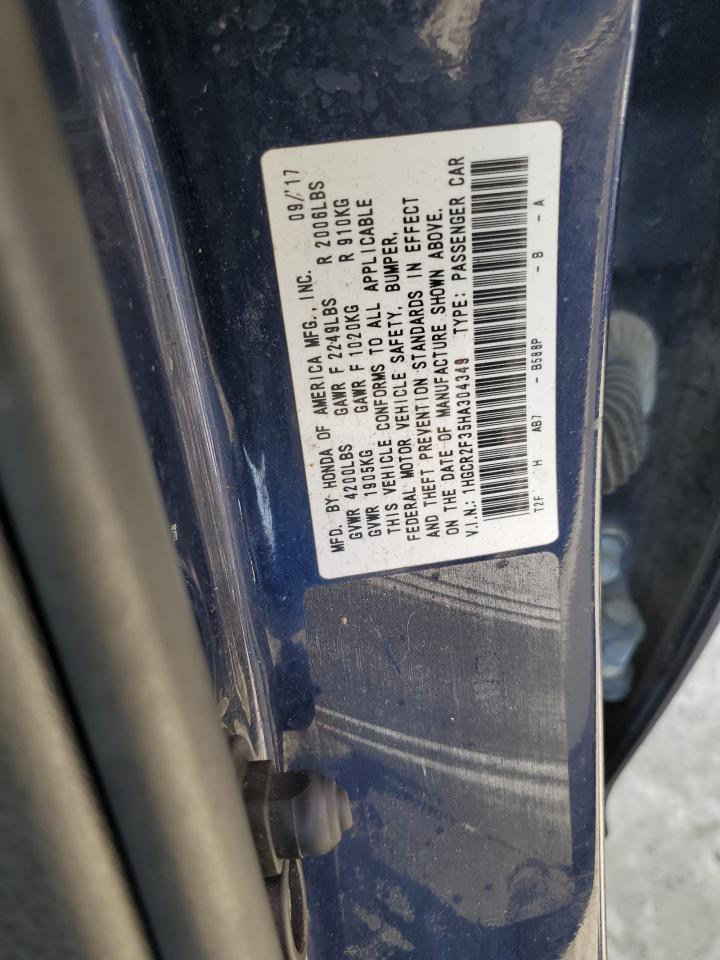 MFD. BY HONDA OF AMERICA MFG., INC. 09/'17
GVWR 4200LBS GAWR F 2249LBS R 2006LBS
GVWR 1905KG GAWR F 1020KG R 910KG
THIS VEHICLE CONFORMS TO ALL APPLICABLE
FEDERAL MOTOR VEHICLE SAFETY, BUMPER,
AND THEFT PREVENTION STANDARDS IN EFFECT
ON THE DATE OF MANUFACTURE SHOWN ABOVE.
V.I.N.: 1HGCR2F35HA304349 TYPE: PASSENGER CAR
T2F H AB7 - B588P - B - A